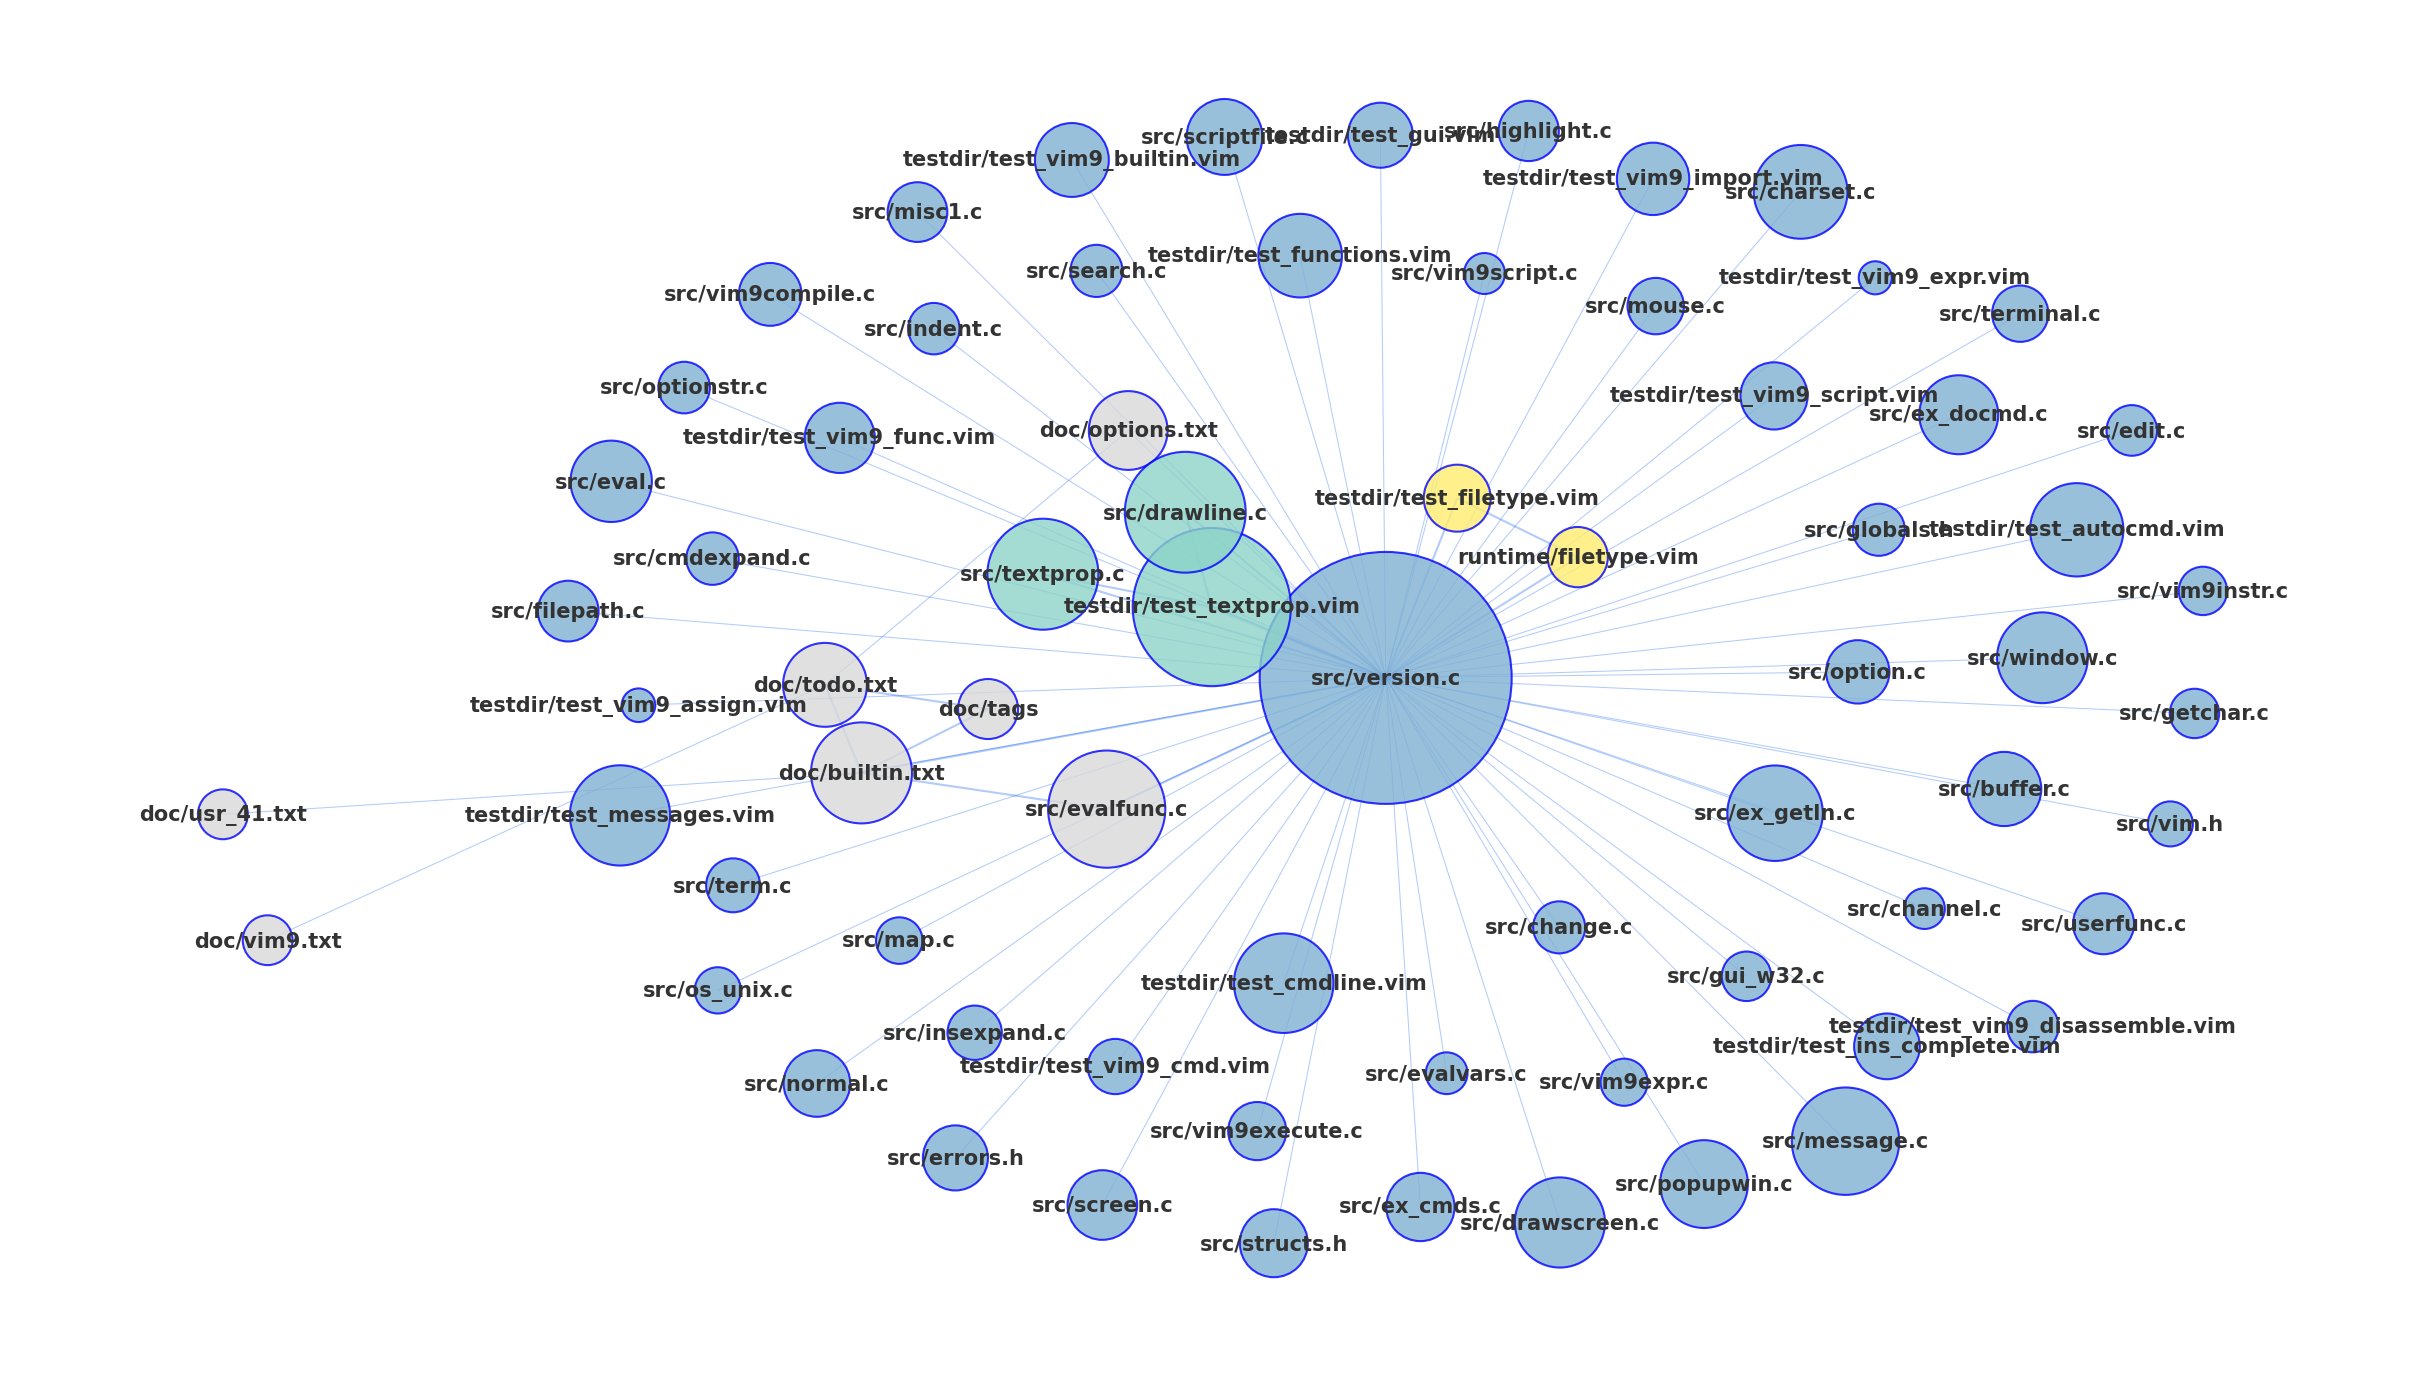 src/highlight.c
src/scriptfile.c
testdir/test_gui.vim
testdir/test_vim9_builtin.vim
testdir/test_vim9_import.vim
src/charset.c
src/misc1.c
testdir/test_functions.vim
src/search.c
src/vim9script.c
testdir/test_vim9_expr.vim
src/vim9compile.c
src/mouse.c
src/terminal.c
src/indent.c
src/optionstr.c
testdir/test_vim9_script.vim
src/ex_docmd.c
doc/options.txt
src/edit.c
testdir/test_vim9_func.vim
src/eval.c
testdir/test_filetype.vim
src/drawline.c
src/globals.h
testdir/test_autocmd.vim
src/cmdexpand.c
runtime/filetype.vim
src/textprop.c
src/vim9instr.c
testdir/test_textprop.vim
src/filepath.c
src/window.c
src/option.c
src/version.c
doc/todo.txt
testdir/test_vim9_assign.vim
doc/tags
src/getchar.c
doc/builtin.txt
src/buffer.c
src/evalfunc.c
doc/usr_41.txt
testdir/test_messages.vim
src/ex_getln.c
src/vim.h
src/term.c
src/channel.c
src/userfunc.c
src/change.c
doc/vim9.txt
src/map.c
src/gui_w32.c
testdir/test_cmdline.vim
src/os_unix.c
testdir/test_vim9_disassemble.vim
src/insexpand.c
testdir/test_ins_complete.vim
testdir/test_vim9_cmd.vim
src/evalvars.c
src/vim9expr.c
src/normal.c
src/vim9execute.c
src/message.c
src/errors.h
src/popupwin.c
src/screen.c
src/ex_cmds.c
src/drawscreen.c
src/structs.h